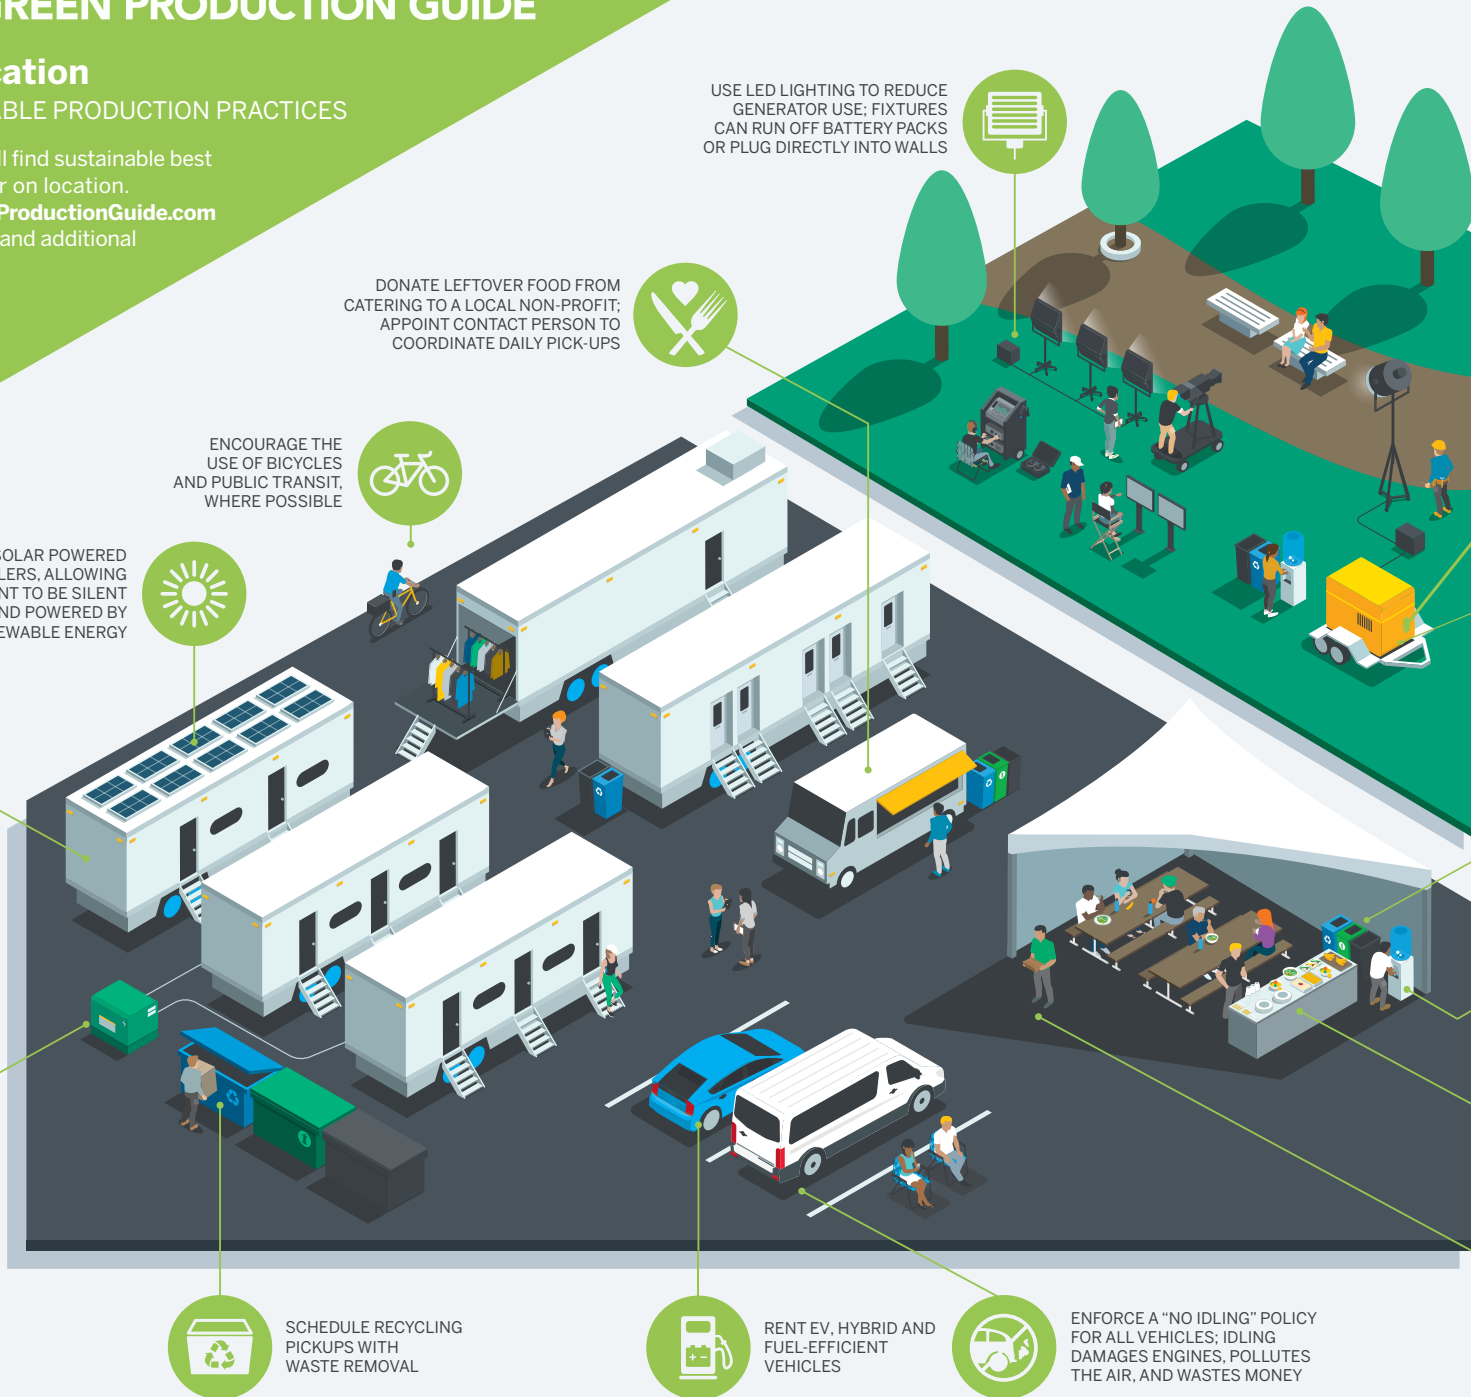 GREEN PRODUCTION GUIDE
cation
ABLE PRODUCTION PRACTICES
ll find sustainable best
r on location.
ProductionGuide.com
and additional
USE LED LIGHTING TO REDUCE
GENERATOR USE; FIXTURES
CAN RUN OFF BATTERY PACKS
OR PLUG DIRECTLY INTO WALLS
DONATE LEFTOVER FOOD FROM
CATERING TO A LOCAL NON-PROFIT;
APPOINT CONTACT PERSON TO
COORDINATE DAILY PICK-UPS
ENCOURAGE THE
USE OF BICYCLES
AND PUBLIC TRANSIT,
WHERE POSSIBLE
SOLAR POWERED
LERS, ALLOWING
NT TO BE SILENT
ND POWERED BY
EWABLE ENERGY
SCHEDULE RECYCLING
PICKUPS WITH
WASTE REMOVAL
RENT EV, HYBRID AND
FUEL-EFFICIENT
VEHICLES
ENFORCE A “NO IDLING” POLICY
FOR ALL VEHICLES; IDLING
DAMAGES ENGINES, POLLUTES
THE AIR, AND WASTES MONEY